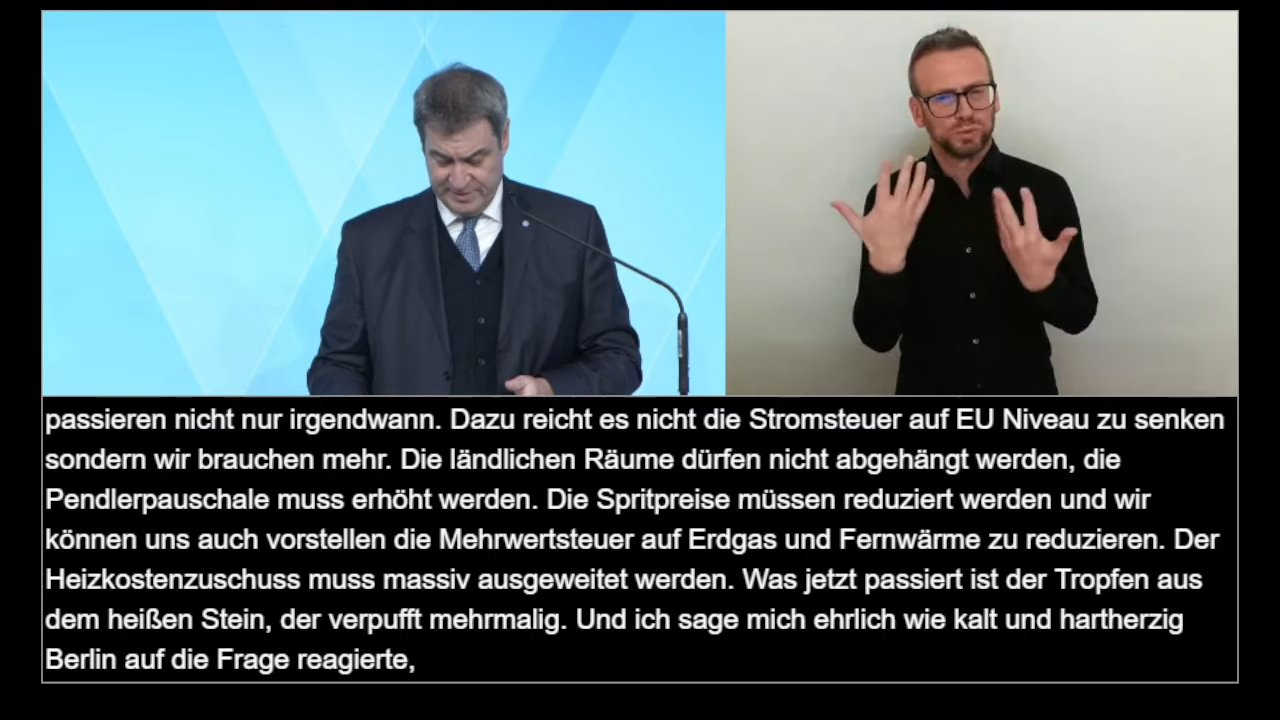 passieren nicht nur irgendwann. Dazu reicht es nicht die Stromsteuer auf EU Niveau zu senken
sondern wir brauchen mehr. Die ländlichen Räume dürfen nicht abgehängt werden, die
Pendlerpauschale muss erhöht werden. Die Spritpreise müssen reduziert werden und wir
können uns auch vorstellen die Mehrwertsteuer auf Erdgas und Fernwärme zu reduzieren. Der
Heizkostenzuschuss muss massiv ausgeweitet werden. Was jetzt passiert ist der Tropfen aus
dem heißen Stein, der verpufft mehrmalig. Und ich sage mich ehrlich wie kalt und hartherzig
Berlin auf die Frage reagierte,